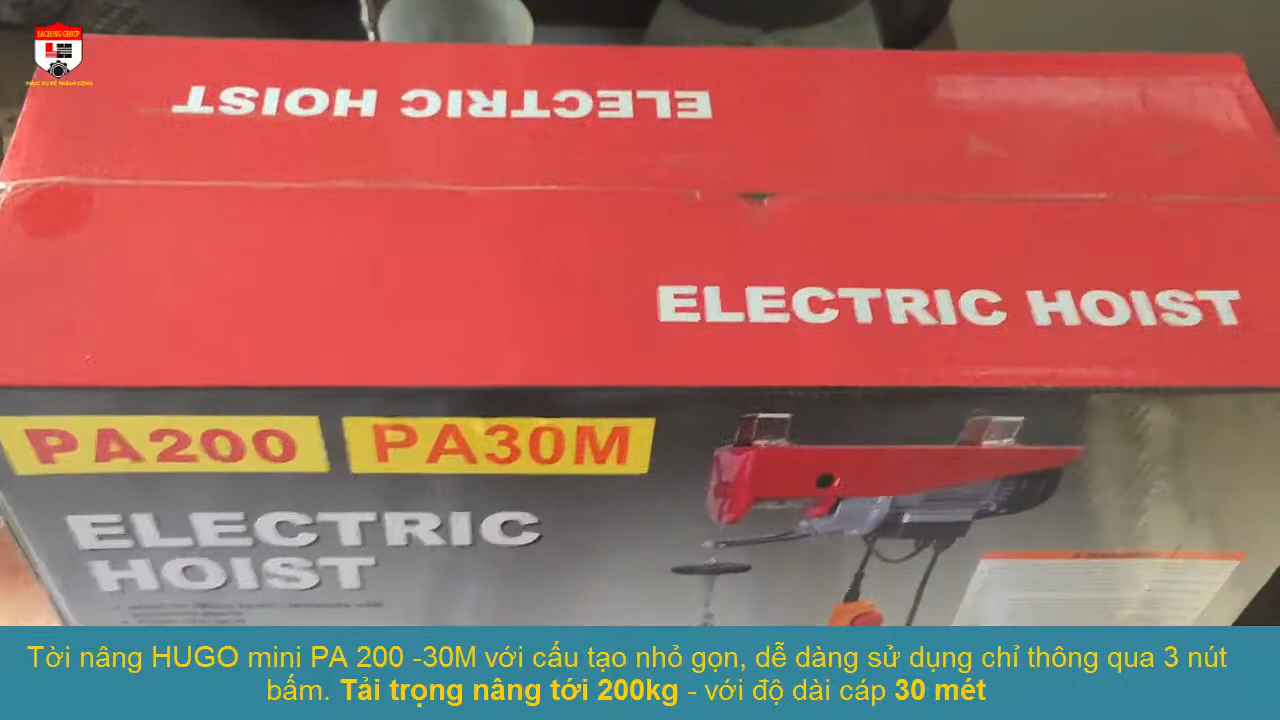 LACHONG-GROUP
ELECTRIC HOIST
ELECTRIC HOIST
PA200
PA30M
ELECTRIC
HOIST
Tời nâng HUGO mini PA 200 -30M với cấu tạo nhỏ gọn, dễ dàng sử dụng chỉ thông qua 3 nút
bấm. Tải trọng nâng tới 200kg - với độ dài cáp 30 mét